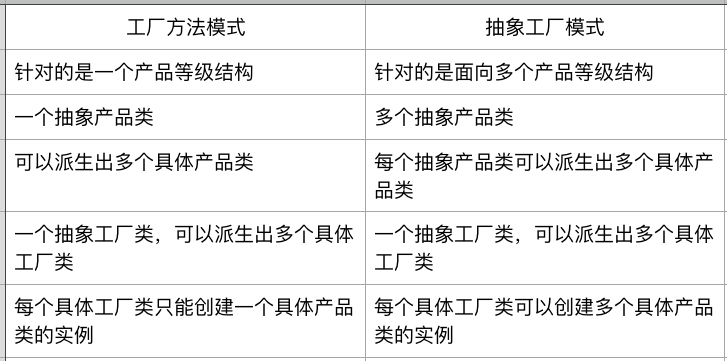 工厂方法模式
抽象工厂模式
针对的是一个产品等级结构
针对的是面向多个产品等级结构
一个抽象产品类
多个抽象产品类
可以派生出多个具体产品类
每个抽象产品类可以派生出多个具体产
品类
一个抽象工厂类，可以派生出多个具体
工厂类
一个抽象工厂类，可以派生出多个具体
工厂类
每个具体工厂类只能创建一个具体产品
类的实例
每个具体工厂类可以创建多个具体产品
类的实例